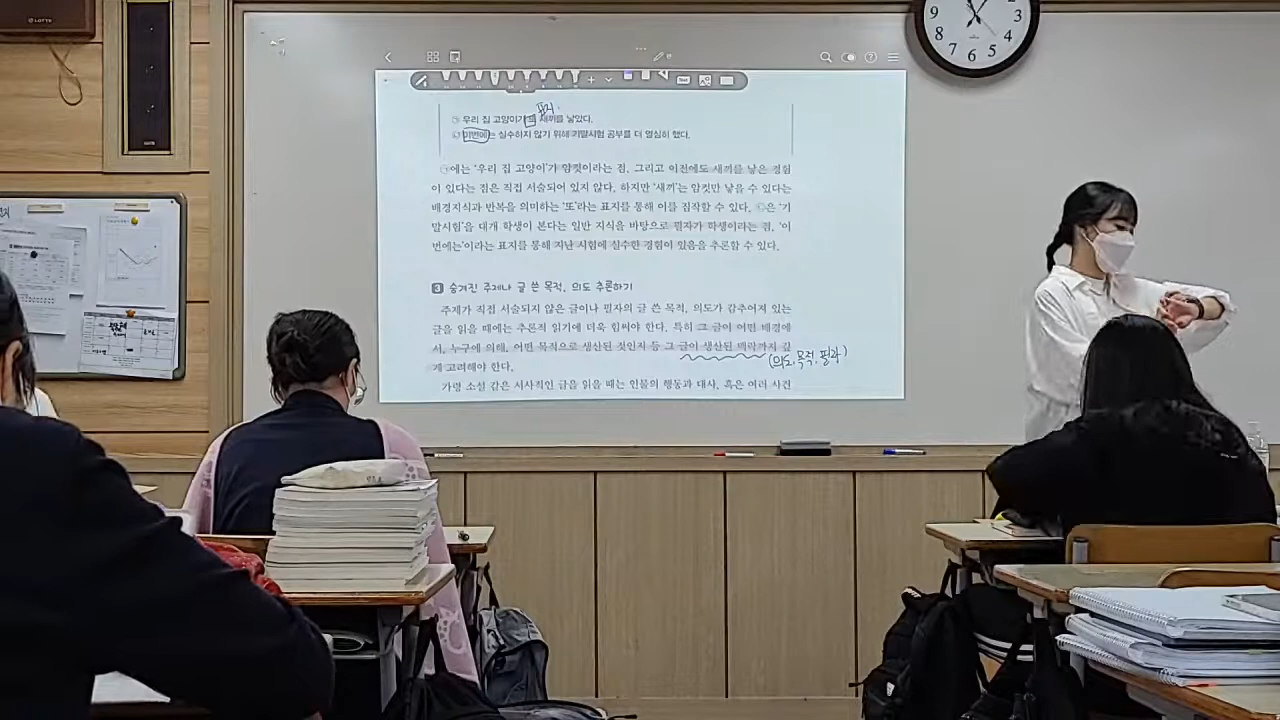 LOTTE
9
8
7
6
5
4
3
표지
㉠ 우리 집 고양이가 또 새끼를 낳았다.
㉡ 이번에는 실수하지 않기 위해 기말시험 공부를 더 열심히 했다.
㉠에는 '우리 집 고양이'가 암컷이라는 점, 그리고 이전에도 새끼를 낳은 경험
이 있다는 점은 직접 서술되어 있지 않다. 하지만 '새끼'는 암컷만 낳을 수 있다는
배경지식과 반복을 의미하는 '또'라는 표지를 통해 이를 짐작할 수 있다. ㉡은 '기
말시험'을 대개 학생이 본다는 일반 지식을 바탕으로 필자가 학생이라는 점, '이
번에는'이라는 표지를 통해 지난 시험에 실수한 경험이 있음을 추론할 수 있다.
3 숨겨진 주제나 글 쓴 목적, 의도 추론하기
주제가 직접 서술되지 않은 글이나 필자의 글 쓴 목적, 의도가 감추어져 있는
글을 읽을 때에는 추론적 읽기에 더욱 힘써야 한다. 특히 그 글이 어떤 배경에
서, 누구에 의해, 어떤 목적으로 생산된 것인지 등 그 글이 생산된 맥락까지 깊
게 고려해야 한다.
(의도, 목적, 필과)
가령 소설 같은 서사적인 글을 읽을 때는 인물의 행동과 대사, 혹은 여러 사건